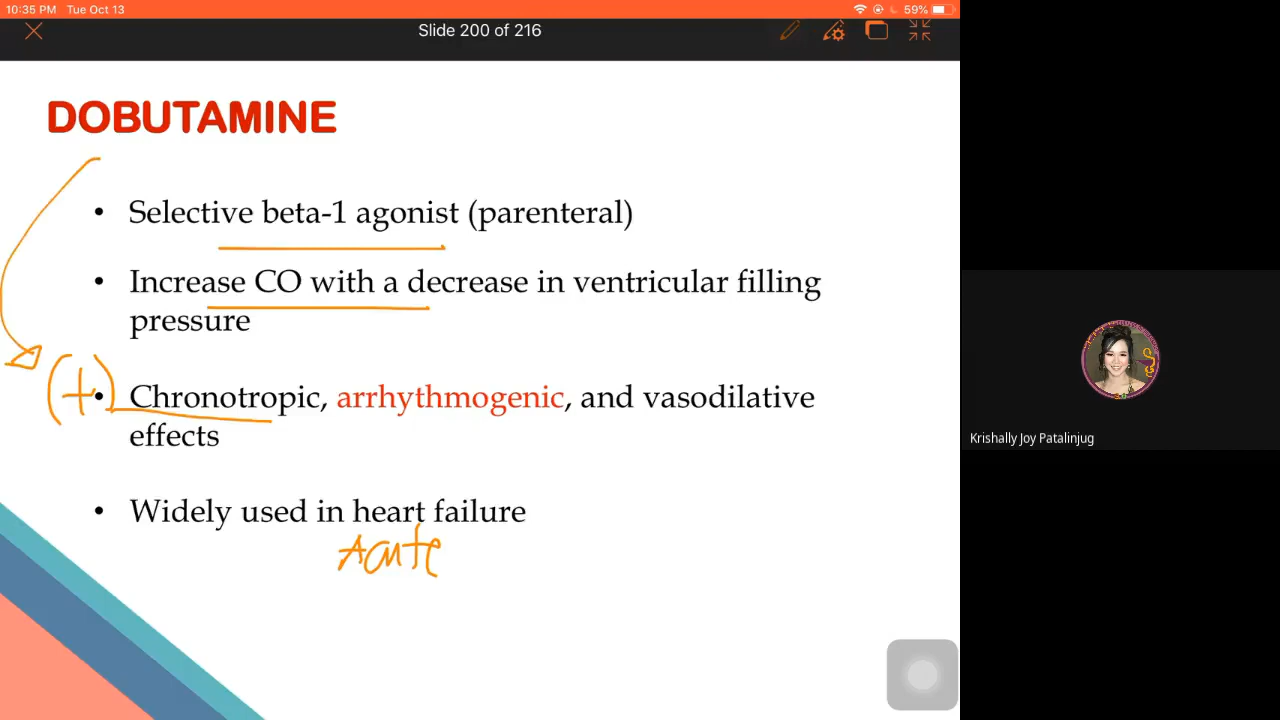 10:35 PM Tue Oct 13
59%
Slide 200 of 216
DOBUTAMINE
• Selective beta-1 agonist (parenteral)
• Increase CO with a decrease in ventricular filling
pressure
(+)
• Chronotropic, arrhythmogenic, and vasodilative
effects
• Widely used in heart failure
Acute
Krishally Joy Patalinjug